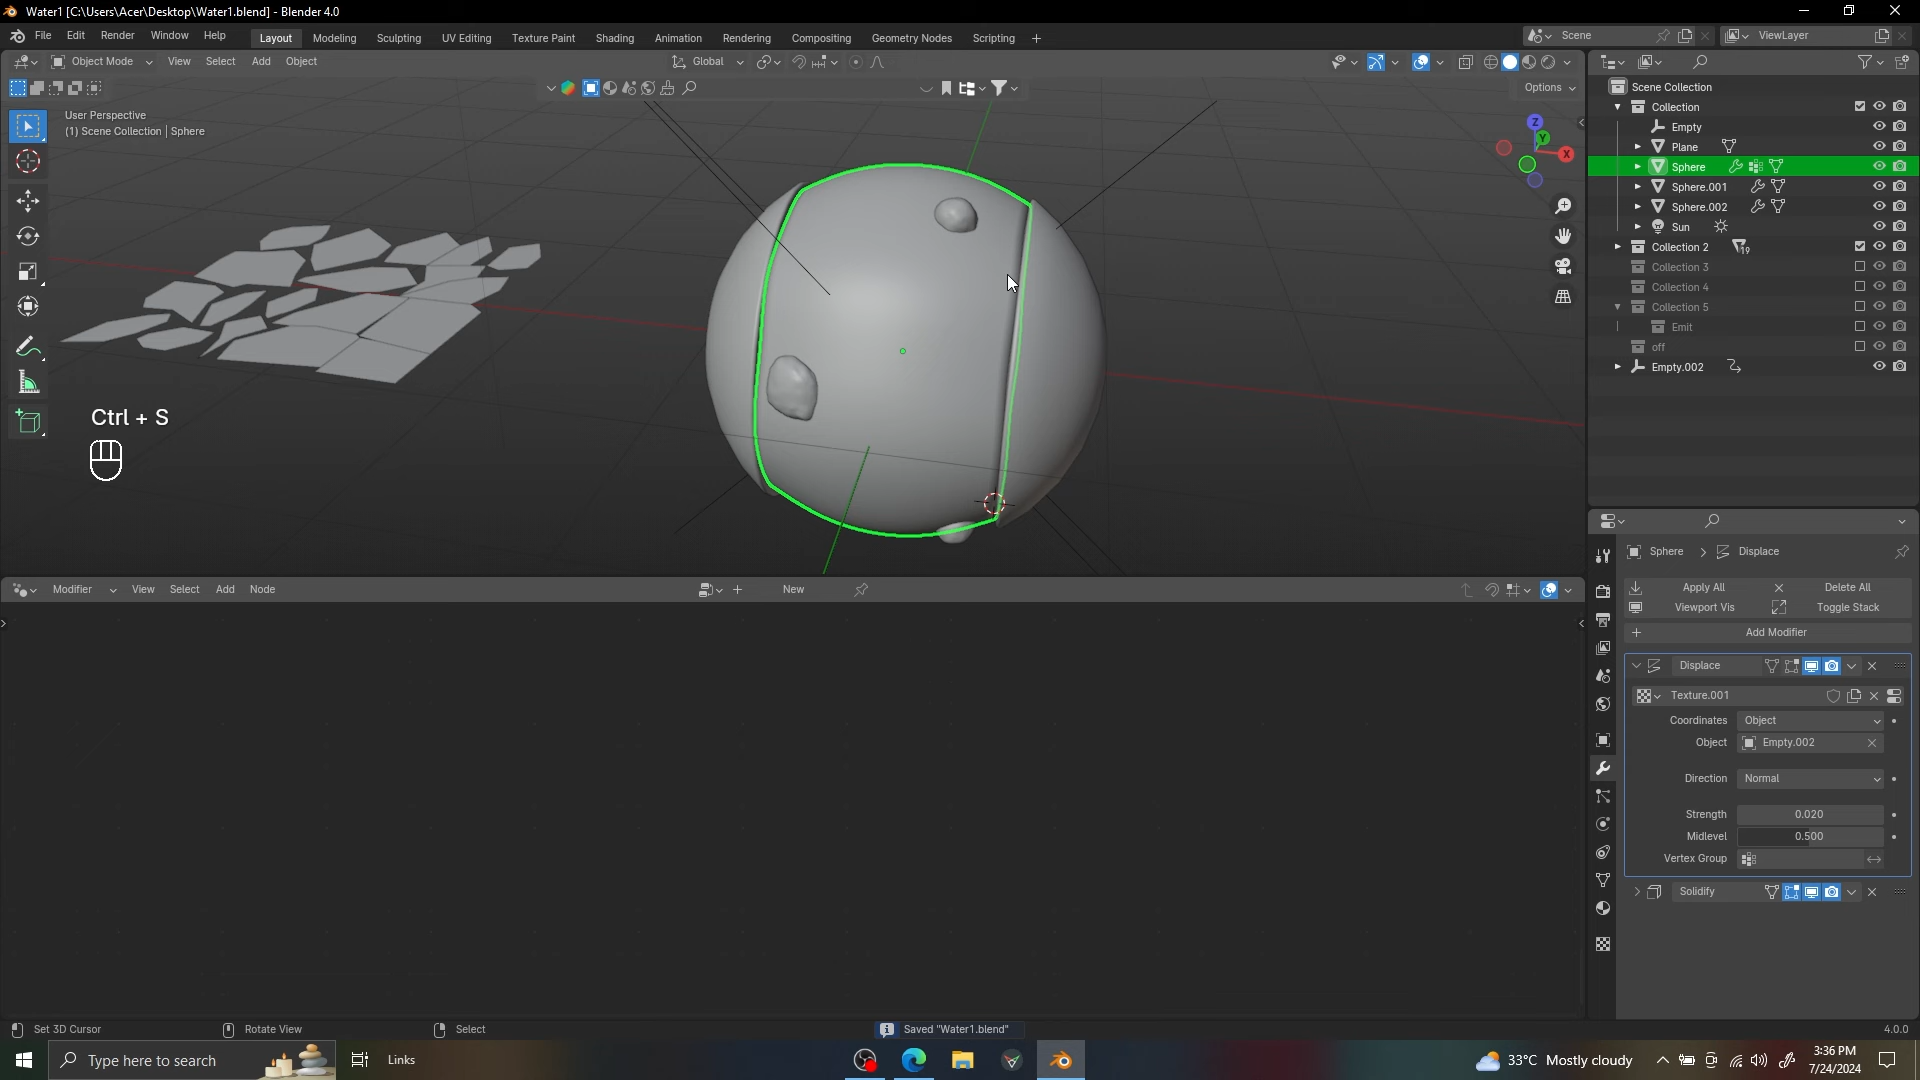 Water1 [C:\Users\Acer\Desktop\Water1.blend] - Blender 4.0
File Edit Render Window Help
Layout Modeling Sculpting UV Editing Texture Paint Shading Animation Rendering Compositing Geometry Nodes Scripting
Scene
ViewLayer
Object Mode View Select Add Object
Global
Options
User Perspective
(1) Scene Collection | Sphere
Z
Y
X
Ctrl + S
Scene Collection
Collection
Empty
Plane
Sphere
Sphere.001
Sphere.002
Sun
Collection 2 19
Collection 3
Collection 4
Collection 5
Emit
off
Empty.002
Modifier View Select Add Node
New
Sphere Displace
Apply All Delete All
Viewport Vis Toggle Stack
Add Modifier
Displace
Texture.001
Coordinates Object
Object Empty.002
Direction Normal
Strength 0.020
Midlevel 0.500
Vertex Group
Solidify
Set 3D Cursor Rotate View Select
Saved "Water1.blend"
4.0.0
Type here to search
Links
33°C Mostly cloudy
3:36 PM
7/24/2024